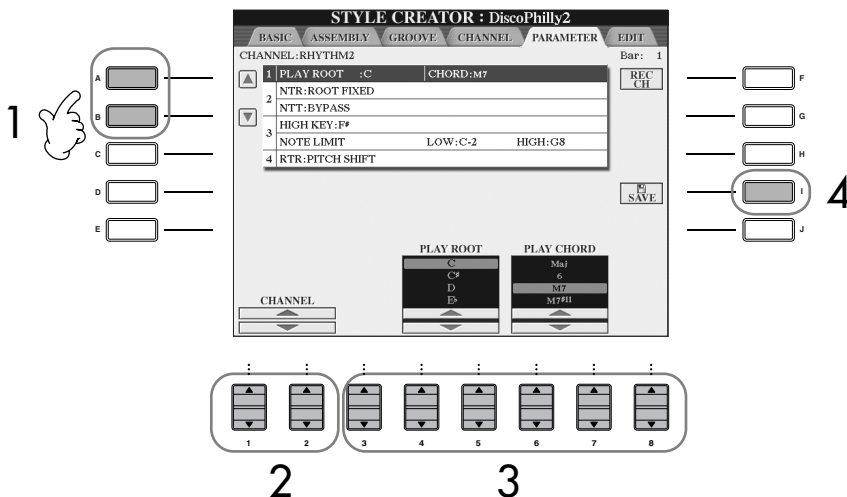 STYLE CREATOR : DiscoPhilly2
BASIC ASSEMBLY GROOVE CHANNEL PARAMETER EDIT
CHANNEL:RHYTHM2 Bar: 1
1 PLAY ROOT :C CHORD:M7
REC CH
2 NTR:ROOT FIXED
NTT:BYPASS
3 HIGH KEY:F♯
NOTE LIMIT LOW:C-2 HIGH:G8
4 RTR:PITCH SHIFT
SAVE
A
B
C
D
E
F
G
H
I
J
1
4
PLAY ROOT PLAY CHORD
C Maj
C♯ 6
D M7
E♭ M7♯11
CHANNEL
1 2 3 4 5 6 7 8
2 3